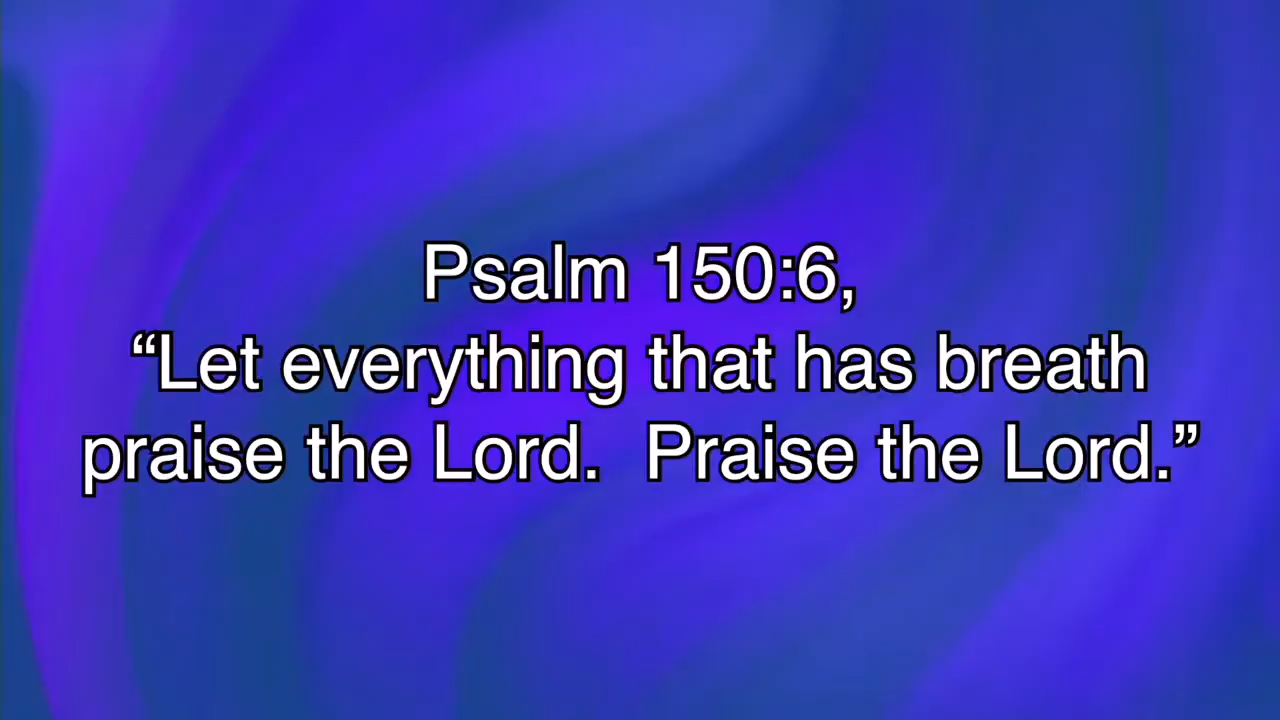 Psalm 150:6,
“Let everything that has breath
praise the Lord.  Praise the Lord.”